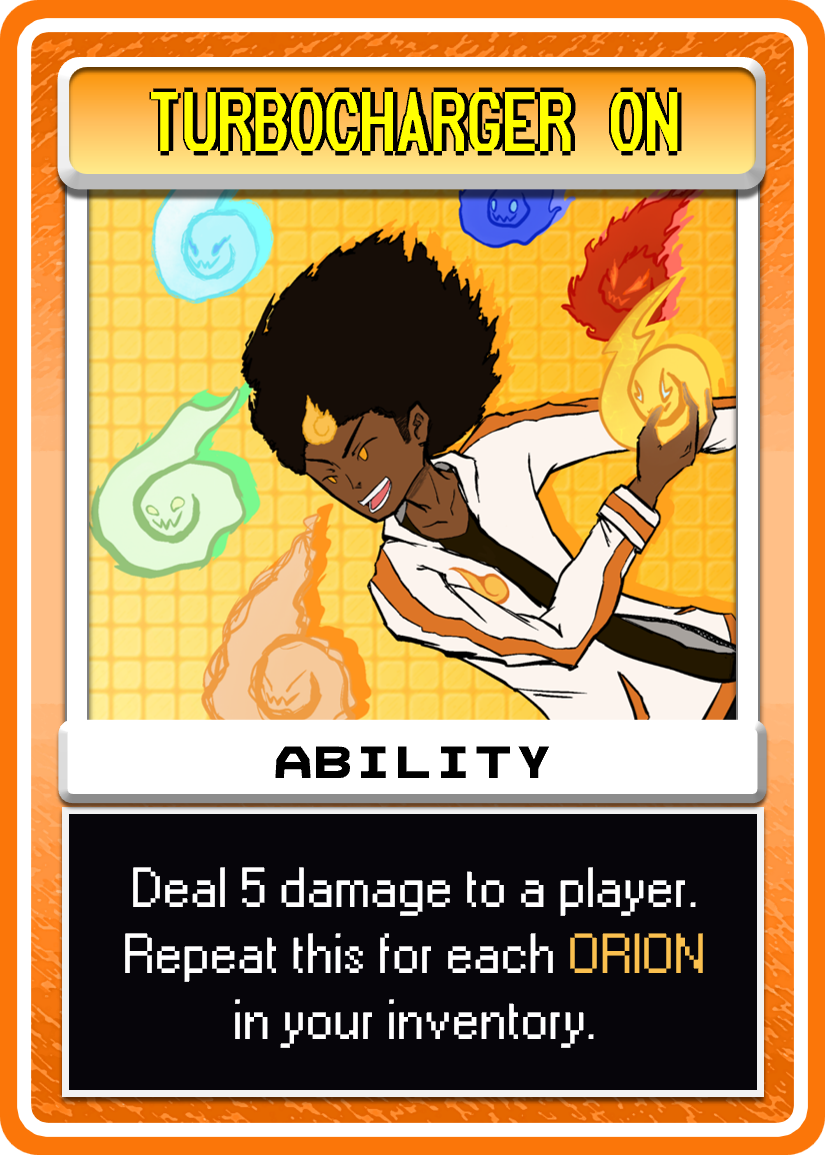 TURBOCHARGER ON
ABILITY
Deal 5 damage to a player.
Repeat this for each ORION
in your inventory.